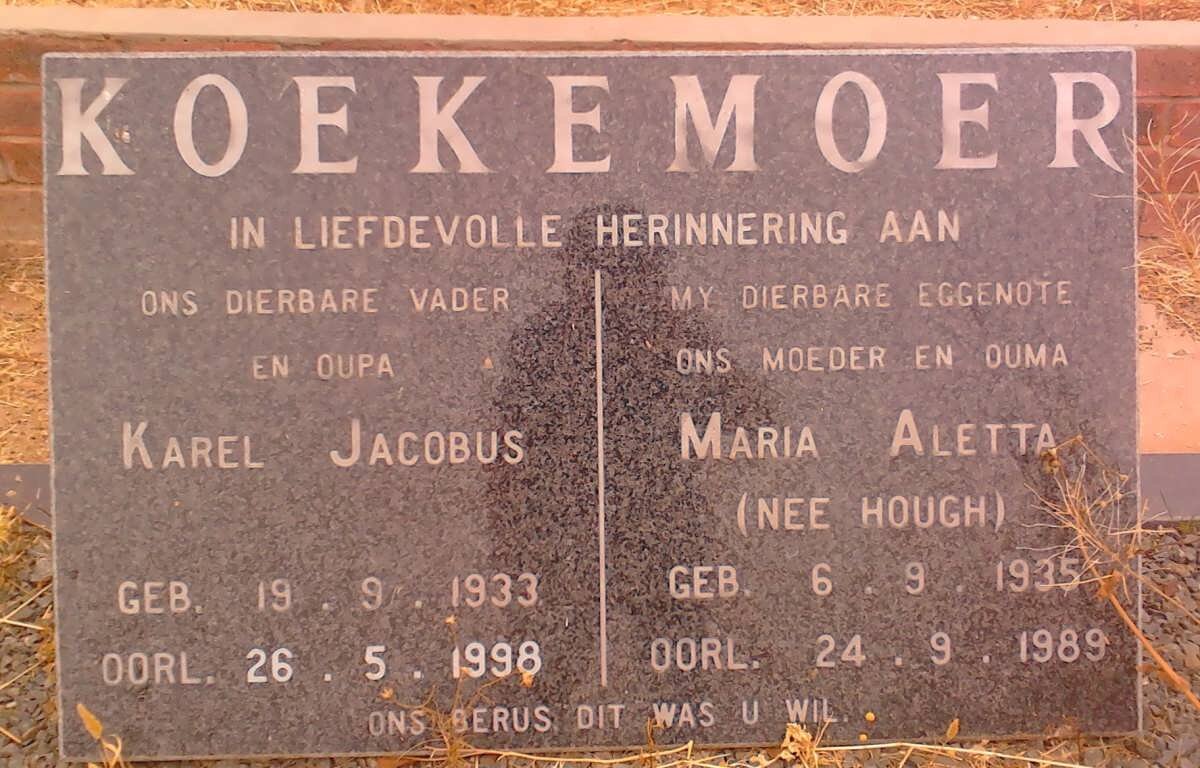 KOEKEMOER
IN LIEFDEVOLLE HERINNERING AAN
ONS DIERBARE VADER
EN OUPA
KAREL JACOBUS
GEB. 19 . 9 . 1933
OORL. 26 . 5 . 1998
MY DIERBARE EGGENOTE
ONS MOEDER EN OUMA
MARIA ALETTA
(NEE HOUGH)
GEB. 6 . 9 . 1935
OORL. 24 . 9 . 1989
ONS BERUS DIT WAS U WIL.